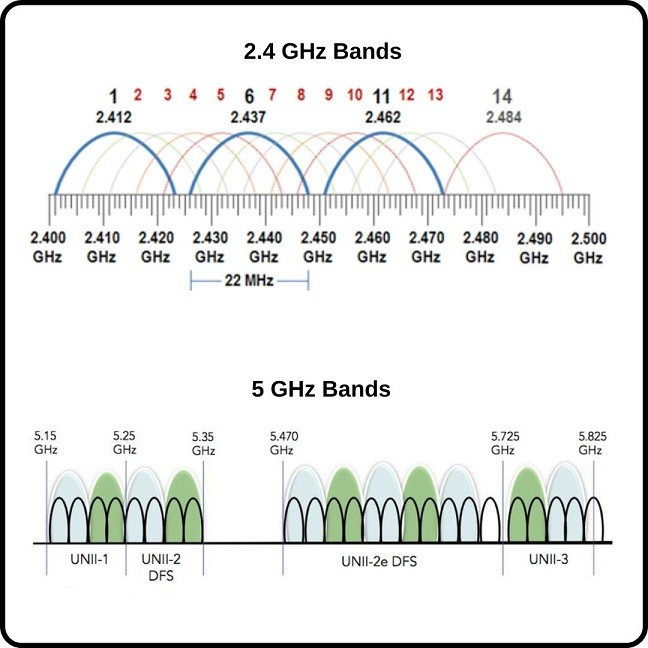 2.4 GHz Bands
1 2 3 4 5 6 7 8 9 10 11 12 13 14
2.412 2.437 2.462 2.484
2.400 2.410 2.420 2.430 2.440 2.450 2.460 2.470 2.480 2.490 2.500
GHz GHz GHz GHz GHz GHz GHz GHz GHz GHz GHz
22 MHz
5 GHz Bands
5.15 5.25 5.35 5.470 5.725 5.825
GHz GHz GHz GHz GHz GHz
UNII-1 UNII-2 UNII-2e DFS UNII-3
DFS